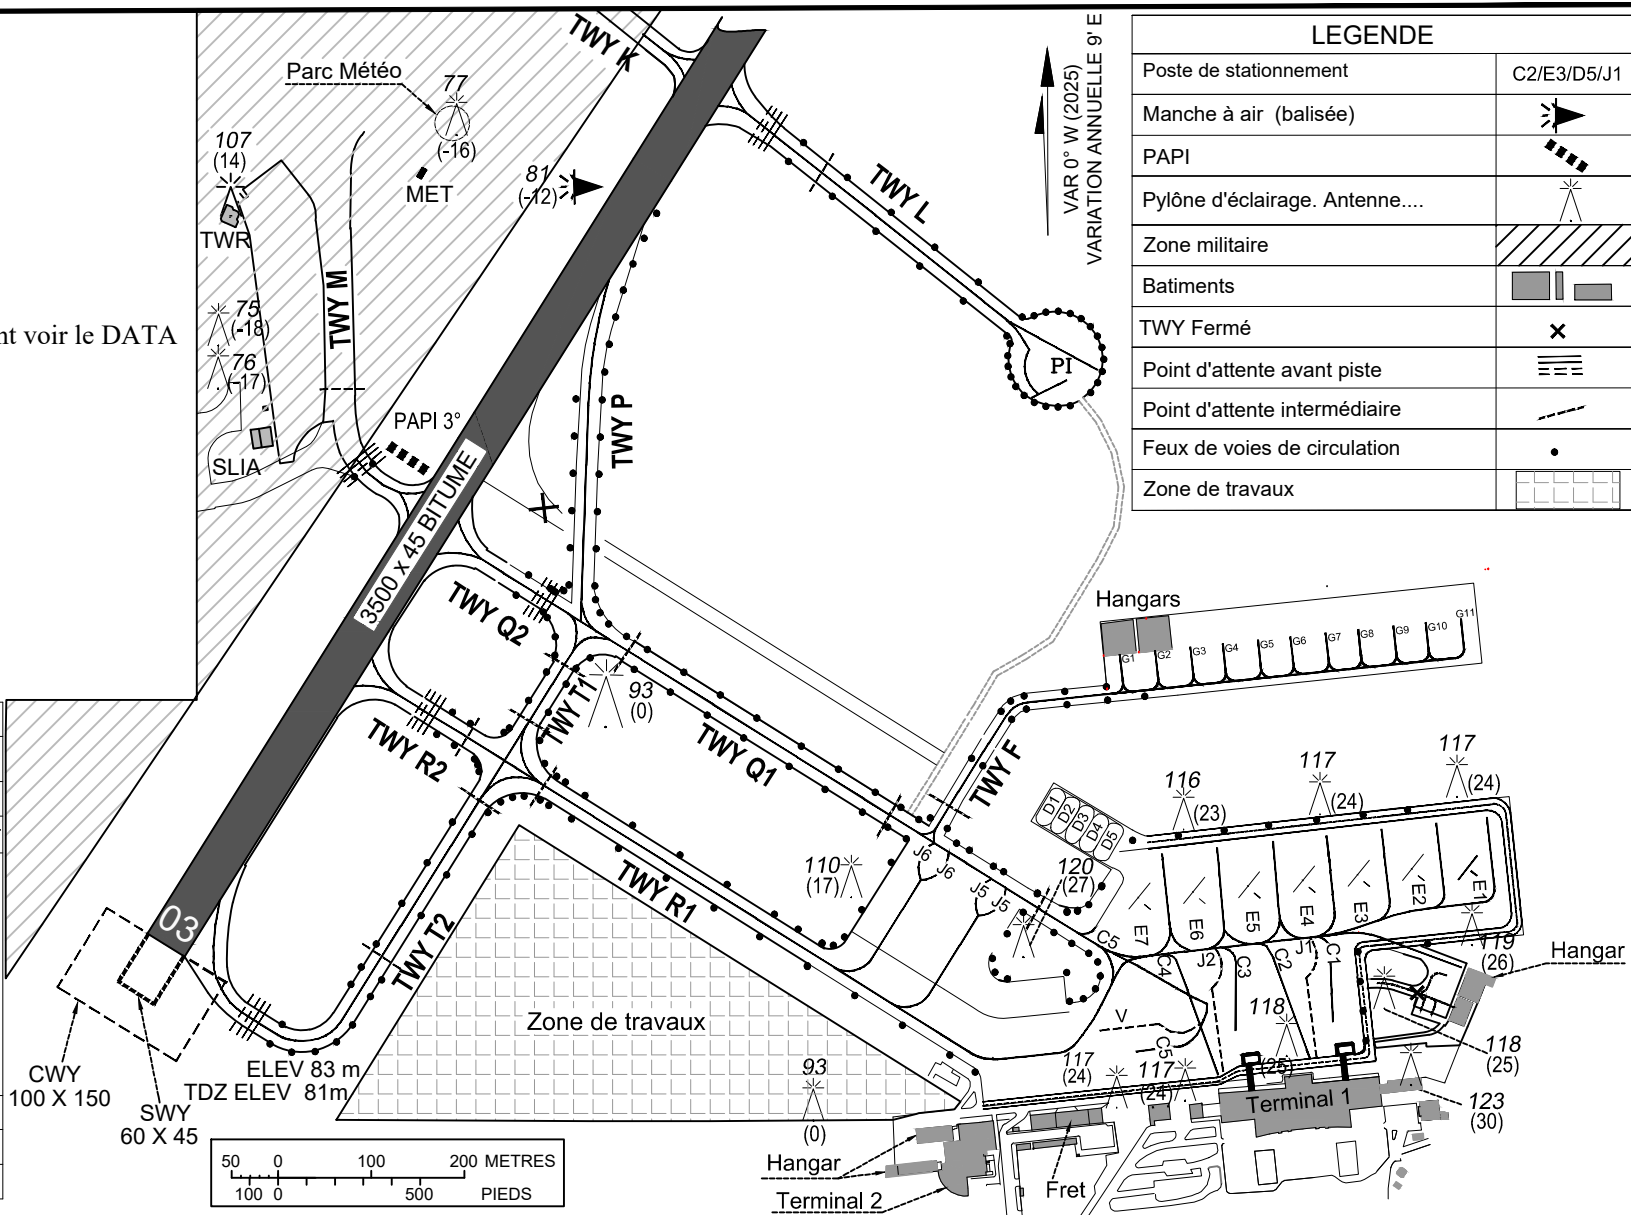 LEGENDE
Poste de stationnement C2/E3/D5/J1
Manche à air (balisée)
PAPI
Pylône d'éclairage. Antenne....
Zone militaire
Batiments
TWY Fermé
Point d'attente avant piste
Point d'attente intermédiaire
Feux de voies de circulation
Zone de travaux
VAR 0° W (2025)
VARIATION ANNUELLE 9' E
TWY K
Parc Météo
77
(-16)
107
(14)
MET
81
(-12)
TWR
TWY L
TWY M
75
(-18)
nt voir le DATA
76
(-17)
PI
PAPI 3°
TWY P
SLIA
3500 x 45 BITUME
TWY Q2
Hangars
G1
G2
G3
G4
G5
G6
G7
G8
G9
G10
G11
93
(0)
TWY T1
TWY R2
TWY Q1
TWY F
116
(23)
117
(24)
117
(24)
D1
D2
D3
D4
D5
110
(17)
J6
J6
J5
J5
120
(27)
TWY R1
03
TWY T2
C5
E7
E6
E5
E4
E3
E2
E1
C4
J2
C3
C2
J1
C1
119
(26)
Hangar
Zone de travaux
V
C5
118
(25)
118
(25)
117
(24)
117
(24)
ELEV 83 m
TDZ ELEV 81m
CWY
100 X 150
SWY
60 X 45
93
(0)
Terminal 1
123
(30)
50 0 100 200 METRES
100 0 500 PIEDS
Hangar
Terminal 2
Fret